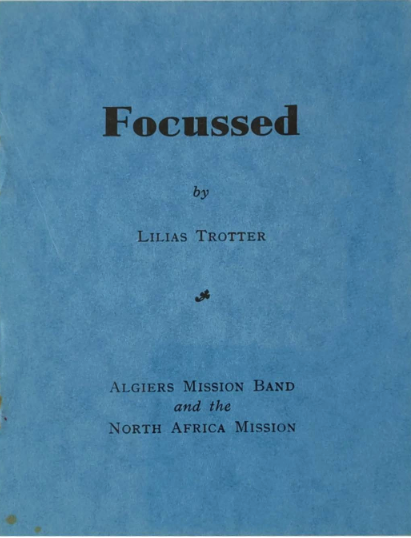 Focussed
by
LILIAS TROTTER
ALGIERS MISSION BAND
and the
NORTH AFRICA MISSION